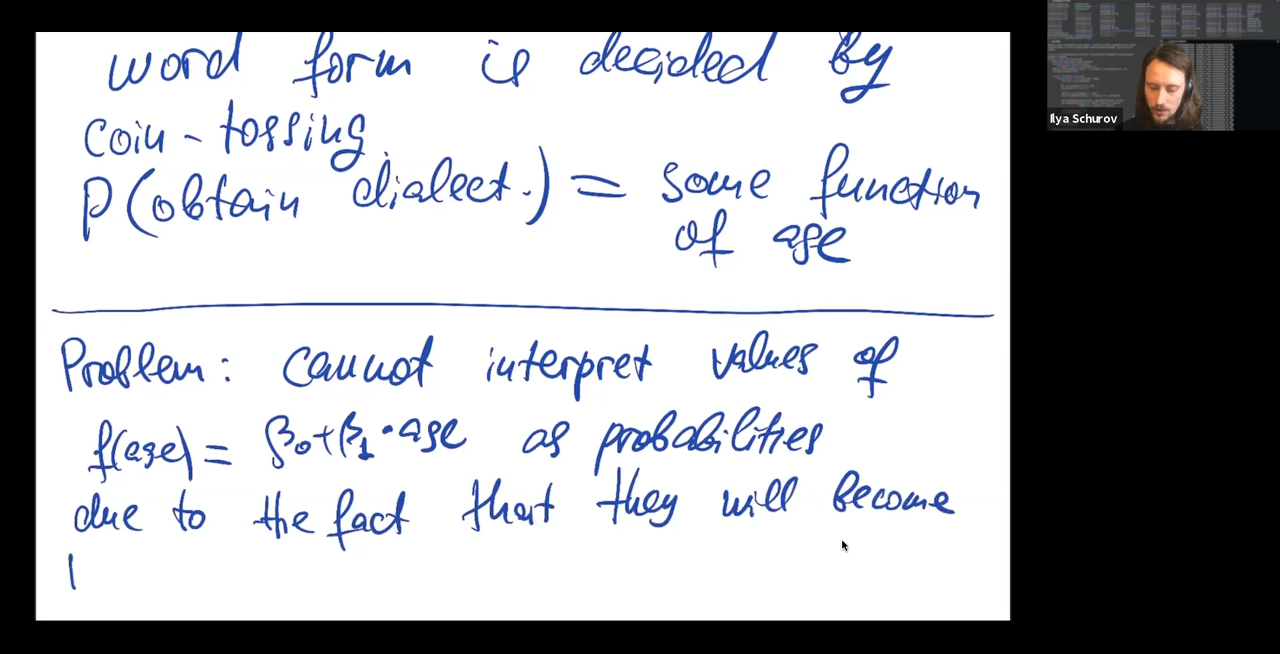 word form is decided by
coin-tossing.
P(obtain dialect.) = some function
of age
Problem: cannot interpret values of
f(age) = β₀+β₁·age as probabilities
due to the fact that they will become
Ilya Schurov